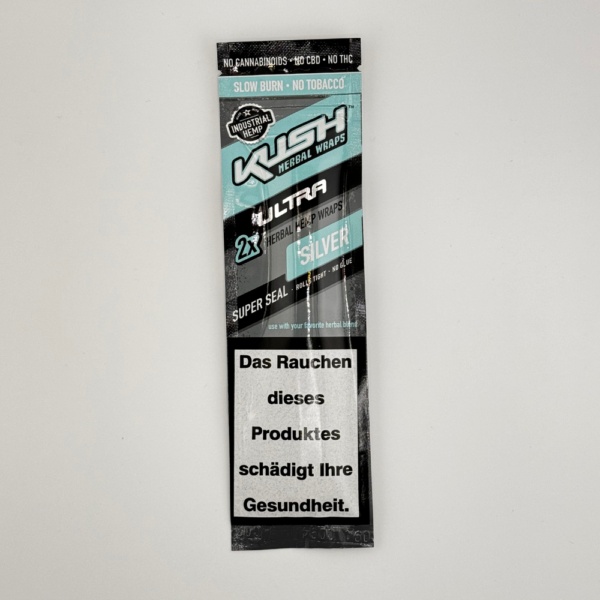 NO CANNABINOIDS • NO CBD • NO THC
SLOW BURN • NO TOBACCO
INDUSTRIAL
HEMP
KUSH™
HERBAL WRAPS
ULTRA
2x HERBAL HEMP WRAPS
SILVER
SUPER SEAL - ROLLS TIGHT - NO GLUE
use with your favorite herbal blend
Das Rauchen
dieses
Produktes
schädigt Ihre
Gesundheit.